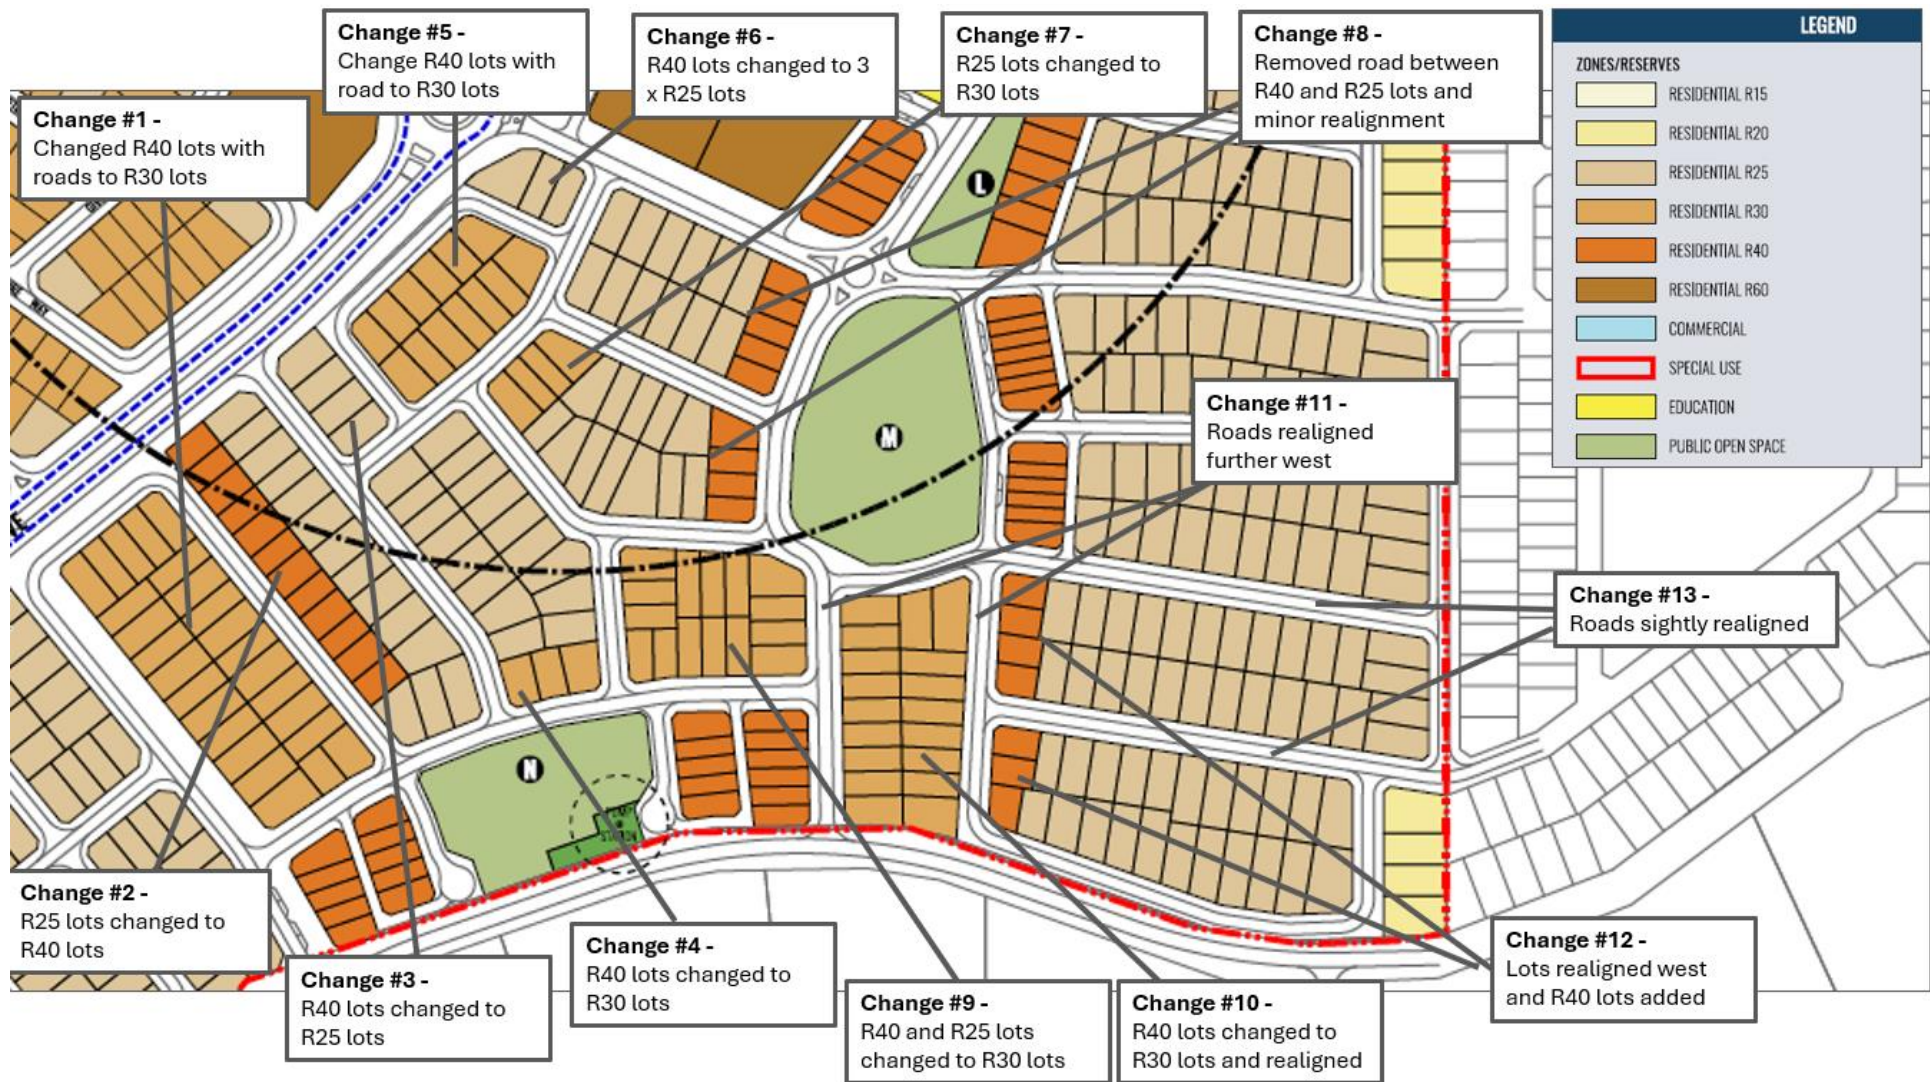 Change #5 -
Change R40 lots with
road to R30 lots
Change #6 -
R40 lots changed to 3
x R25 lots
Change #7 -
R25 lots changed to
R30 lots
Change #8 -
Removed road between
R40 and R25 lots and
minor realignment
LEGEND
ZONES/RESERVES
RESIDENTIAL R15
RESIDENTIAL R20
RESIDENTIAL R25
RESIDENTIAL R30
RESIDENTIAL R40
RESIDENTIAL R60
COMMERCIAL
SPECIAL USE
EDUCATION
PUBLIC OPEN SPACE
Change #1 -
Changed R40 lots with
roads to R30 lots
L
M
Change #11 -
Roads realigned
further west
Change #13 -
Roads sightly realigned
N
Change #2 -
R25 lots changed to
R40 lots
Change #3 -
R40 lots changed to
R25 lots
Change #4 -
R40 lots changed to
R30 lots
Change #9 -
R40 and R25 lots
changed to R30 lots
Change #10 -
R40 lots changed to
R30 lots and realigned
Change #12 -
Lots realigned west
and R40 lots added